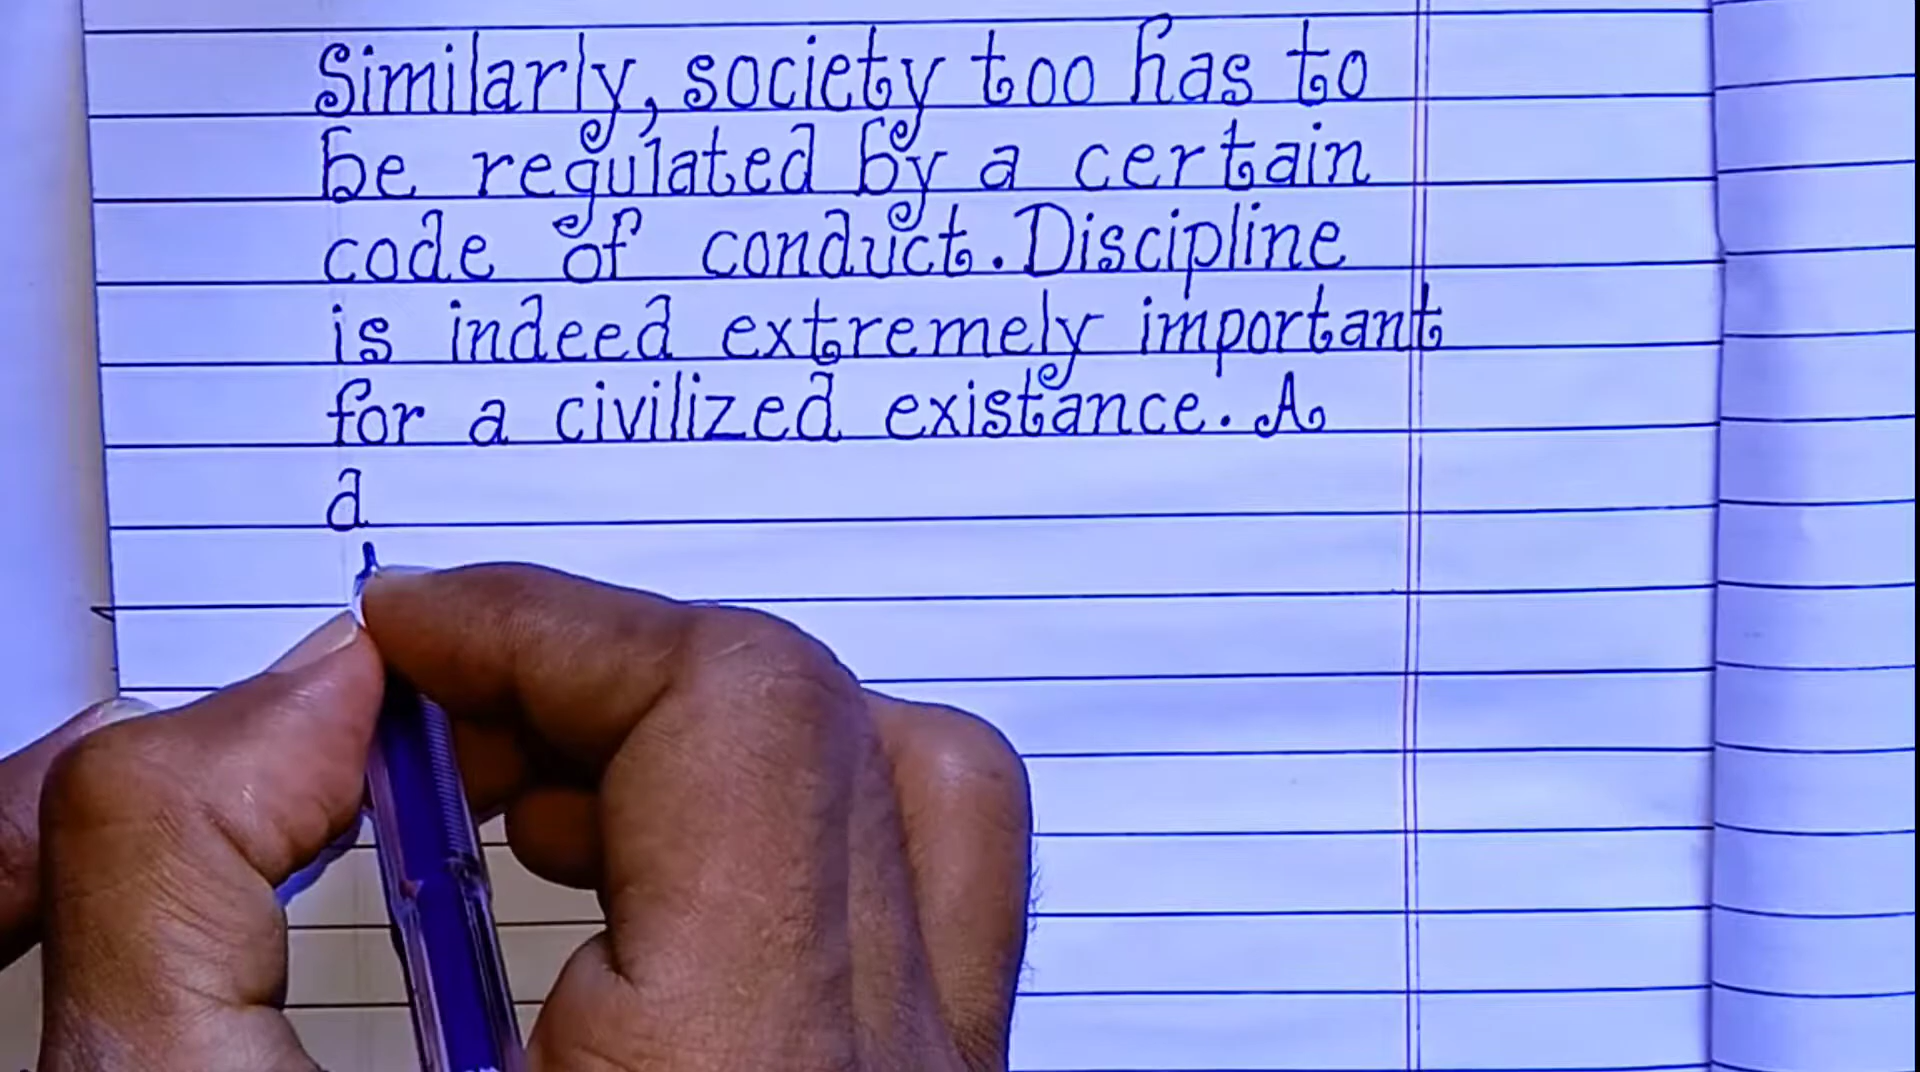 Similarly, society too has to
be regulated by a certain
code of conduct. Discipline
is indeed extremely important
for a civilized existance. A
d